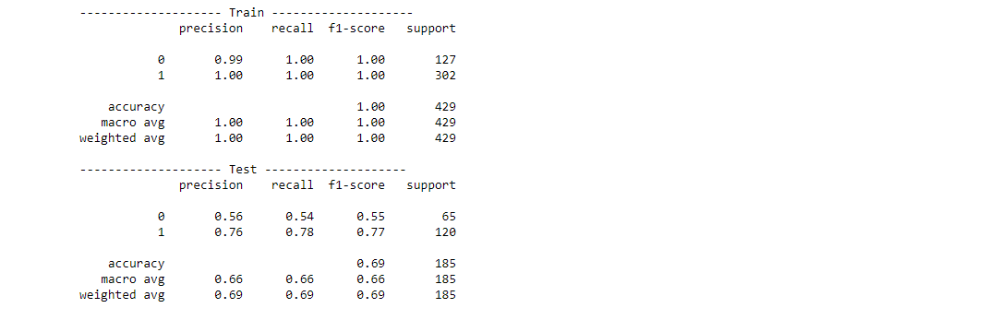 -------------------- Train --------------------
precision recall f1-score support
0 0.99 1.00 1.00 127
1 1.00 1.00 1.00 302
accuracy 1.00 429
macro avg 1.00 1.00 1.00 429
weighted avg 1.00 1.00 1.00 429
-------------------- Test --------------------
precision recall f1-score support
0 0.56 0.54 0.55 65
1 0.76 0.78 0.77 120
accuracy 0.69 185
macro avg 0.66 0.66 0.66 185
weighted avg 0.69 0.69 0.69 185